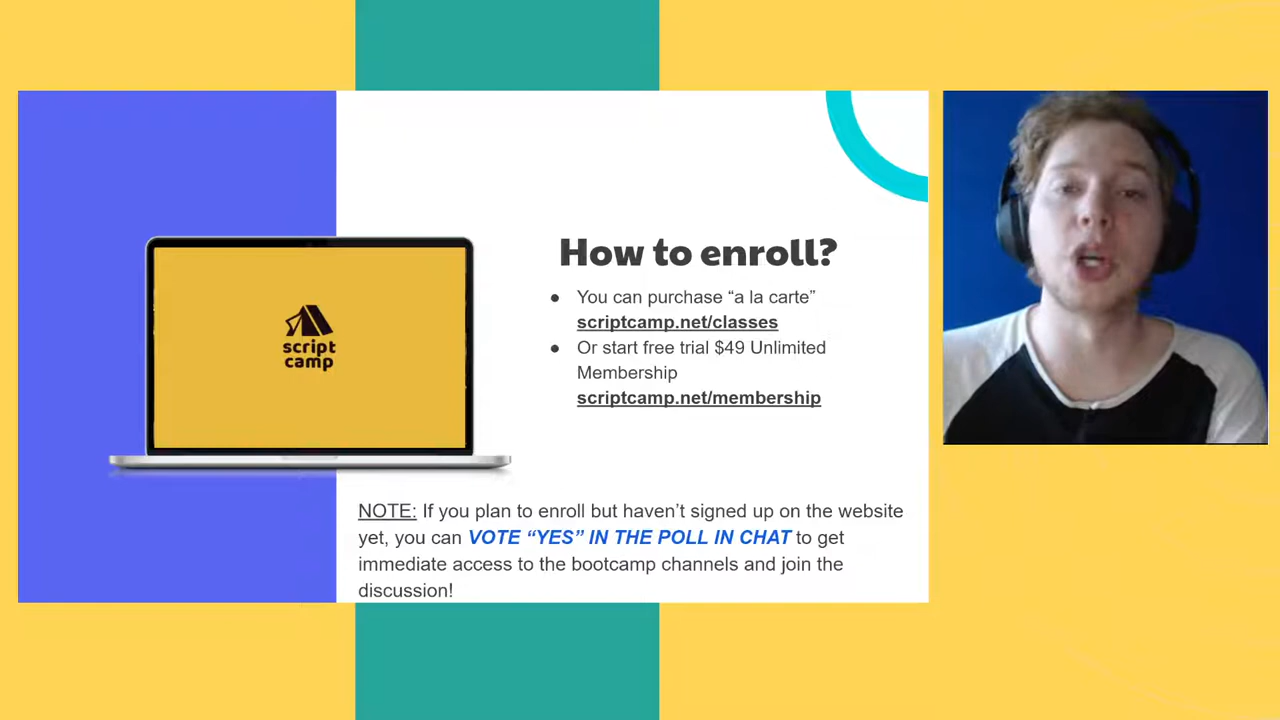 script
camp
How to enroll?
● You can purchase “a la carte”
scriptcamp.net/classes
● Or start free trial $49 Unlimited
Membership
scriptcamp.net/membership
NOTE: If you plan to enroll but haven’t signed up on the website
yet, you can VOTE “YES” IN THE POLL IN CHAT to get
immediate access to the bootcamp channels and join the
discussion!